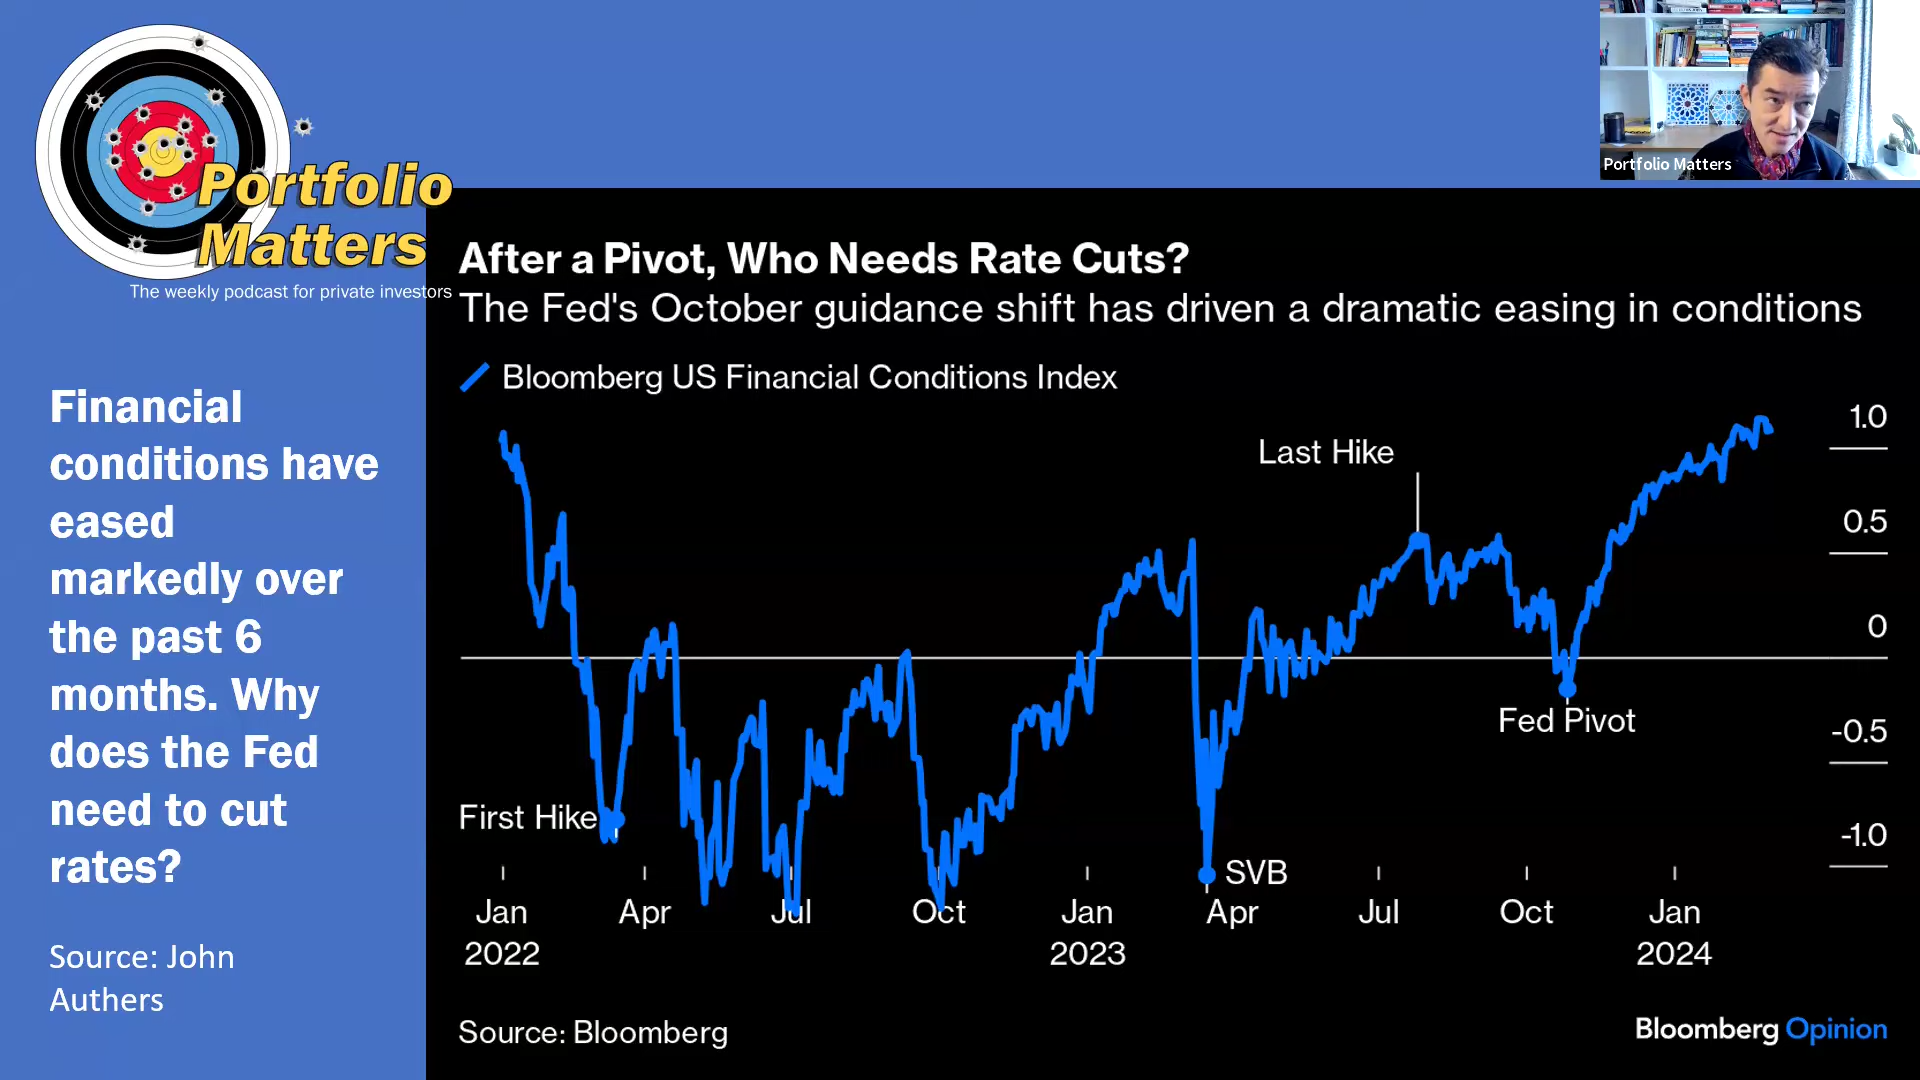 Portfolio
Matters
The weekly podcast for private investors
Portfolio Matters
Financial
conditions have
eased
markedly over
the past 6
months. Why
does the Fed
need to cut
rates?
Source: John
Authers
After a Pivot, Who Needs Rate Cuts?
The Fed's October guidance shift has driven a dramatic easing in conditions
Bloomberg US Financial Conditions Index
1.0
0.5
0
-0.5
-1.0
Last Hike
Fed Pivot
First Hike
SVB
Jan Apr Jul Oct Jan Apr Jul Oct Jan
2022 2023 2024
Source: Bloomberg
Bloomberg Opinion